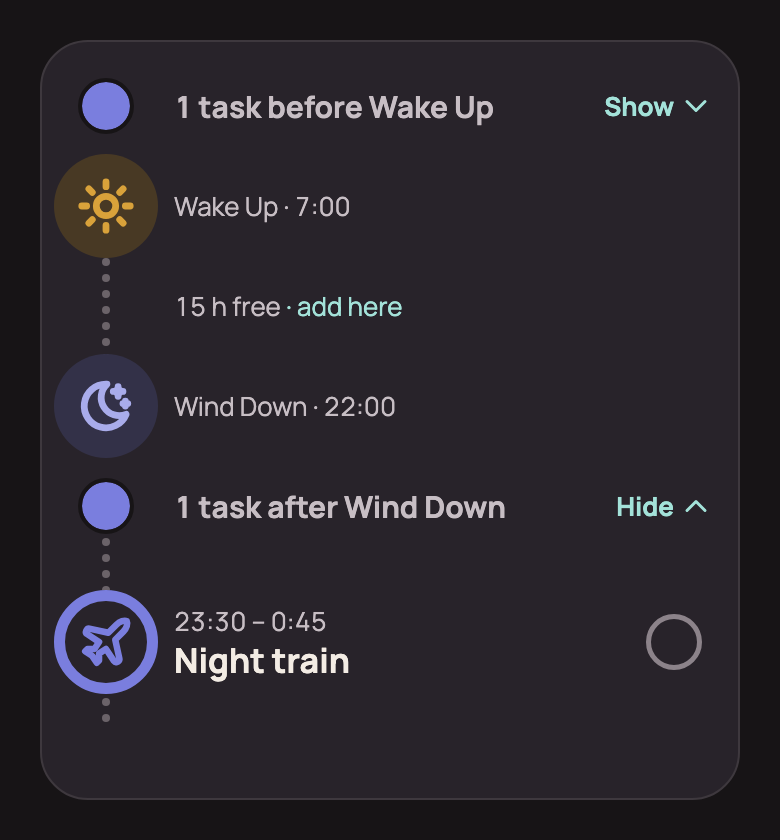 1 task before Wake Up Show
Wake Up · 7:00
15 h free · add here
Wind Down · 22:00
1 task after Wind Down Hide
23:30 – 0:45
Night train